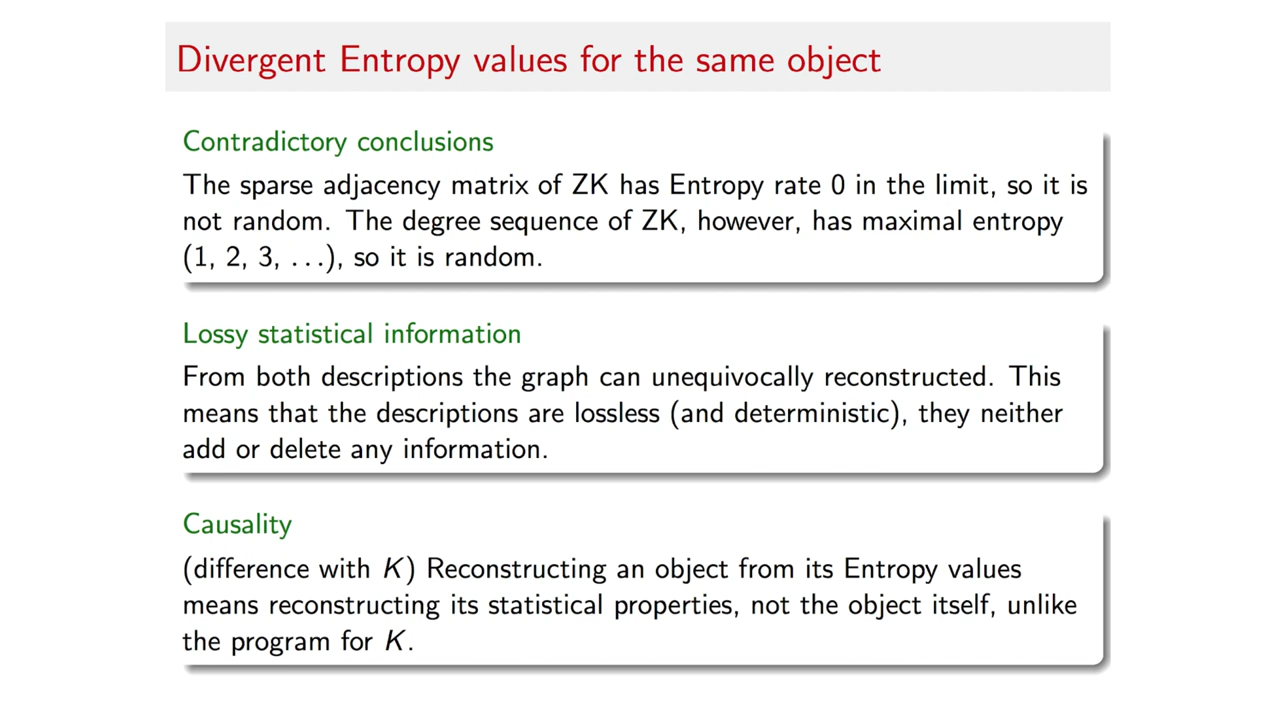 Divergent Entropy values for the same object
Contradictory conclusions
The sparse adjacency matrix of ZK has Entropy rate 0 in the limit, so it is
not random. The degree sequence of ZK, however, has maximal entropy
(1, 2, 3, ...), so it is random.
Lossy statistical information
From both descriptions the graph can unequivocally reconstructed. This
means that the descriptions are lossless (and deterministic), they neither
add or delete any information.
Causality
(difference with K) Reconstructing an object from its Entropy values
means reconstructing its statistical properties, not the object itself, unlike
the program for K.